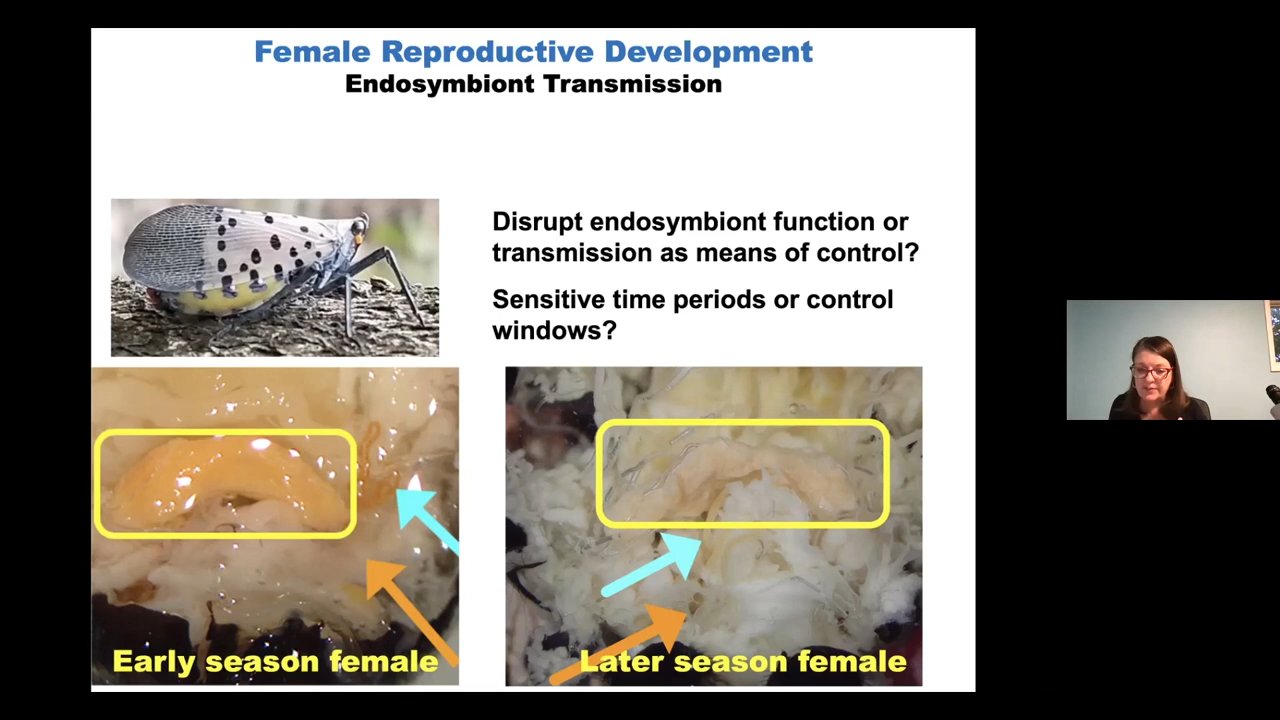 Female Reproductive Development
Endosymbiont Transmission
Disrupt endosymbiont function or
transmission as means of control?
Sensitive time periods or control
windows?
Early season female
Later season female